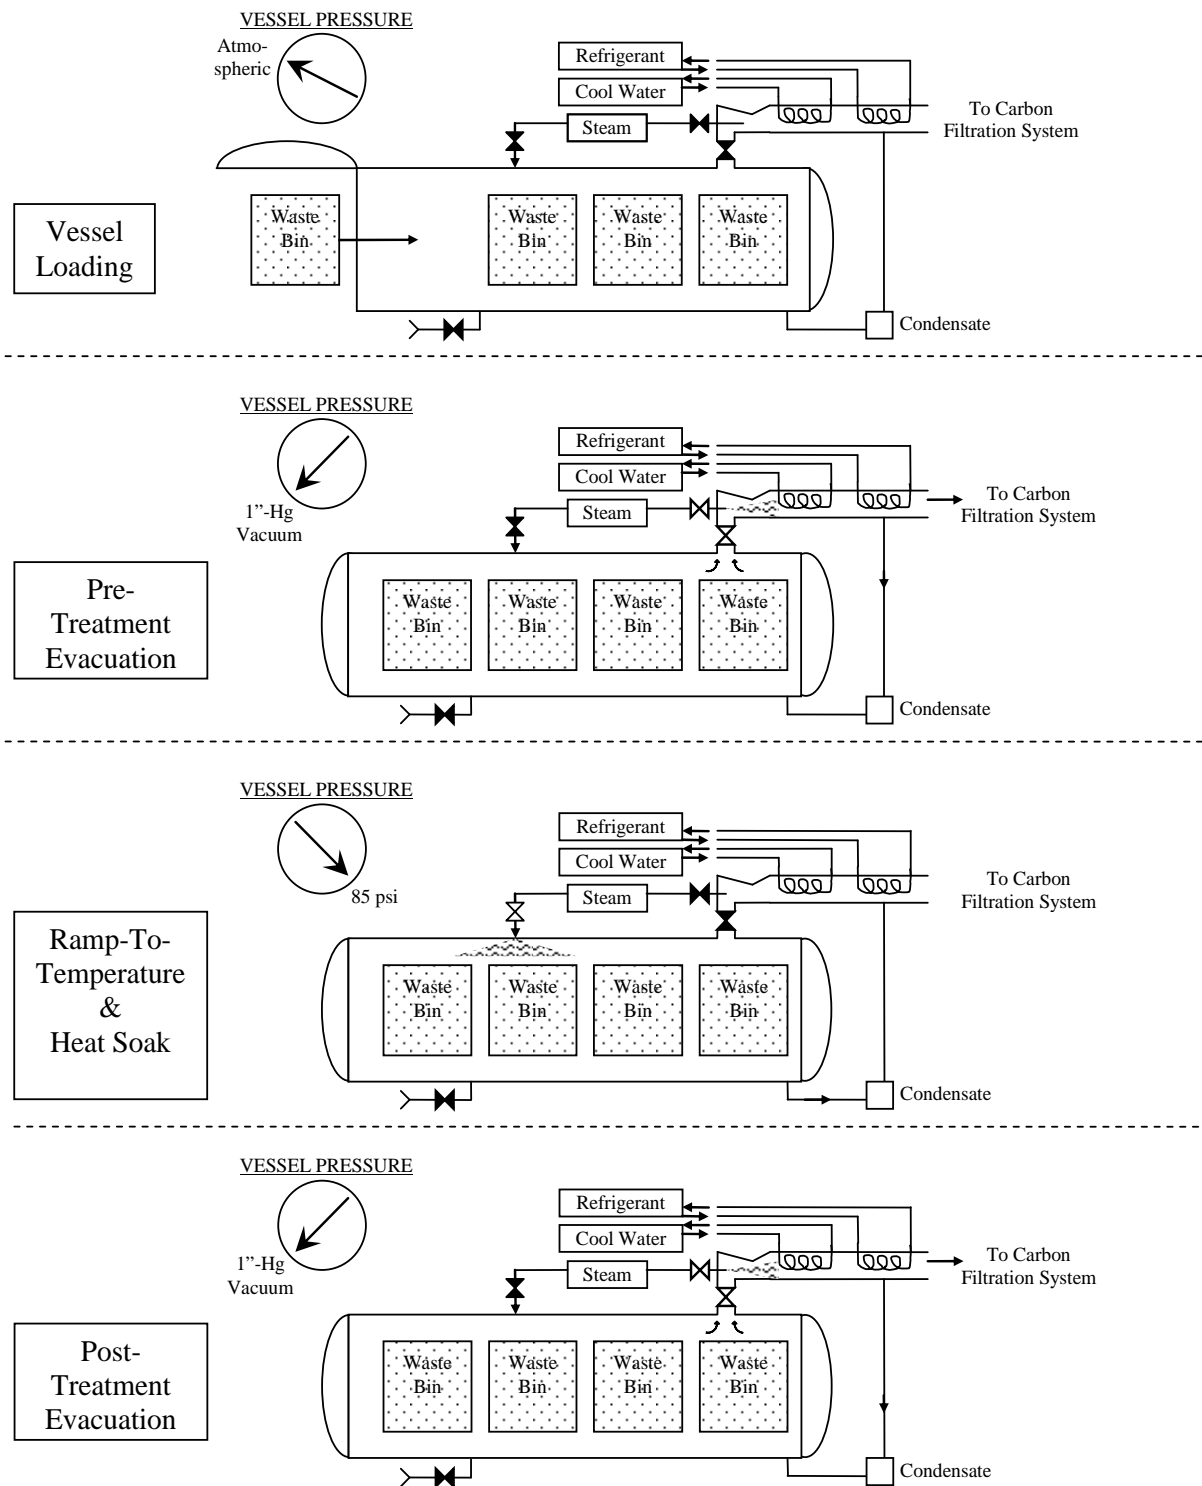 VESSEL PRESSURE
Atmo-
spheric
Refrigerant
Cool Water
Steam
To Carbon
Filtration System
Vessel
Loading
Waste
Bin
Waste
Bin
Waste
Bin
Waste
Bin
Condensate
VESSEL PRESSURE
1”-Hg
Vacuum
Refrigerant
Cool Water
Steam
To Carbon
Filtration System
Pre-
Treatment
Evacuation
Waste
Bin
Waste
Bin
Waste
Bin
Waste
Bin
Condensate
VESSEL PRESSURE
85 psi
Refrigerant
Cool Water
Steam
To Carbon
Filtration System
Ramp-To-
Temperature
&
Heat Soak
Waste
Bin
Waste
Bin
Waste
Bin
Waste
Bin
Condensate
VESSEL PRESSURE
1”-Hg
Vacuum
Refrigerant
Cool Water
Steam
To Carbon
Filtration System
Post-
Treatment
Evacuation
Waste
Bin
Waste
Bin
Waste
Bin
Waste
Bin
Condensate